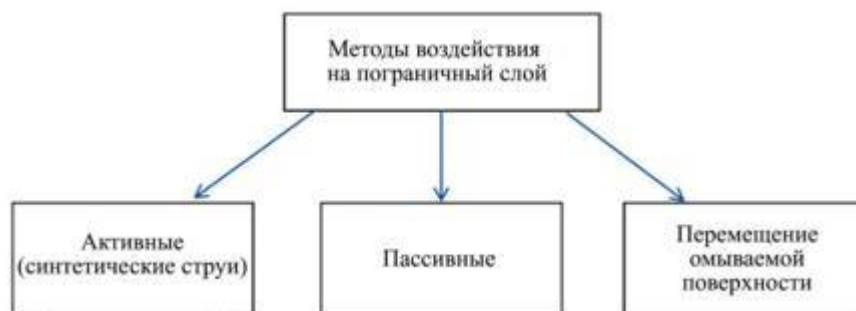 Методы воздействия
на пограничный слой
Активные
(синтетические струи)
Пассивные
Перемещение
омываемой
поверхности